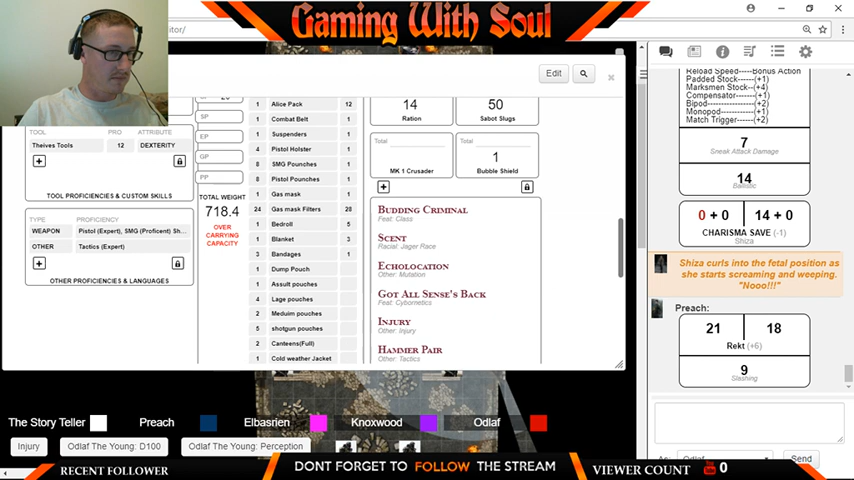 Gaming With Soul
itor/
Edit
TOOL PRO ATTRIBUTE
Theives Tools 12 DEXTERITY
TOOL PROFICIENCIES & CUSTOM SKILLS
TYPE PROFICIENCY
WEAPON Pistol (Expert), SMG (Proficent) Sh...
OTHER Tactics (Expert)
OTHER PROFICIENCIES & LANGUAGES
SP
EP
GP
PP
TOTAL WEIGHT
718.4
OVER
CARRYING
CAPACITY
1 Alice Pack 12
1 Combat Belt 1
1 Suspenders 1
4 Pistol Holster 1
8 SMG Pounches 1
8 Pistol Pounches 1
1 Gas mask 1
24 Gas mask Filters 28
1 Bedroll 5
1 Blanket 3
3 Bandages 1
1 Dump Pouch
1 Assult pouches
4 Lage pouches
2 Meduim pouches
5 shotgun pouches
2 Canteens(Full)
1 Cold weather Jacket
14
Ration
50
Sabot Slugs
Total
MK 1 Crusader
Total
1
Bubble Shield
BUDDING CRIMINAL
Feat: Class
SCENT
Racial: Jager Race
ECHOLOCATION
Other: Mutation
GOT ALL SENSE'S BACK
Feat: Cybornetics
INJURY
Other: Injury
HAMMER PAIR
Other: Tactics
Reload Speed-----Bonus Action
Padded Stock---(+1)
Marksmen Stock--(+4)
Compensator---(+1)
Bipod-----------(+2)
Monopod-------(+1)
Match Trigger---(+2)
7
Sneak Attack Damage
14
Ballistic
0 + 0 14 + 0
CHARISMA SAVE (-1)
Shiza
Shiza curls into the fetal position as
she starts screaming and weeping.
"Nooo!!!"
Preach:
21 18
Rekt (+6)
9
Slashing
The Story Teller Preach Elbasrien Knoxwood Odlaf
Injury Odlaf The Young: D100 Odlaf The Young: Perception
As: Odlaf Send
RECENT FOLLOWER
DONT FORGET TO FOLLOW THE STREAM
VIEWER COUNT 0